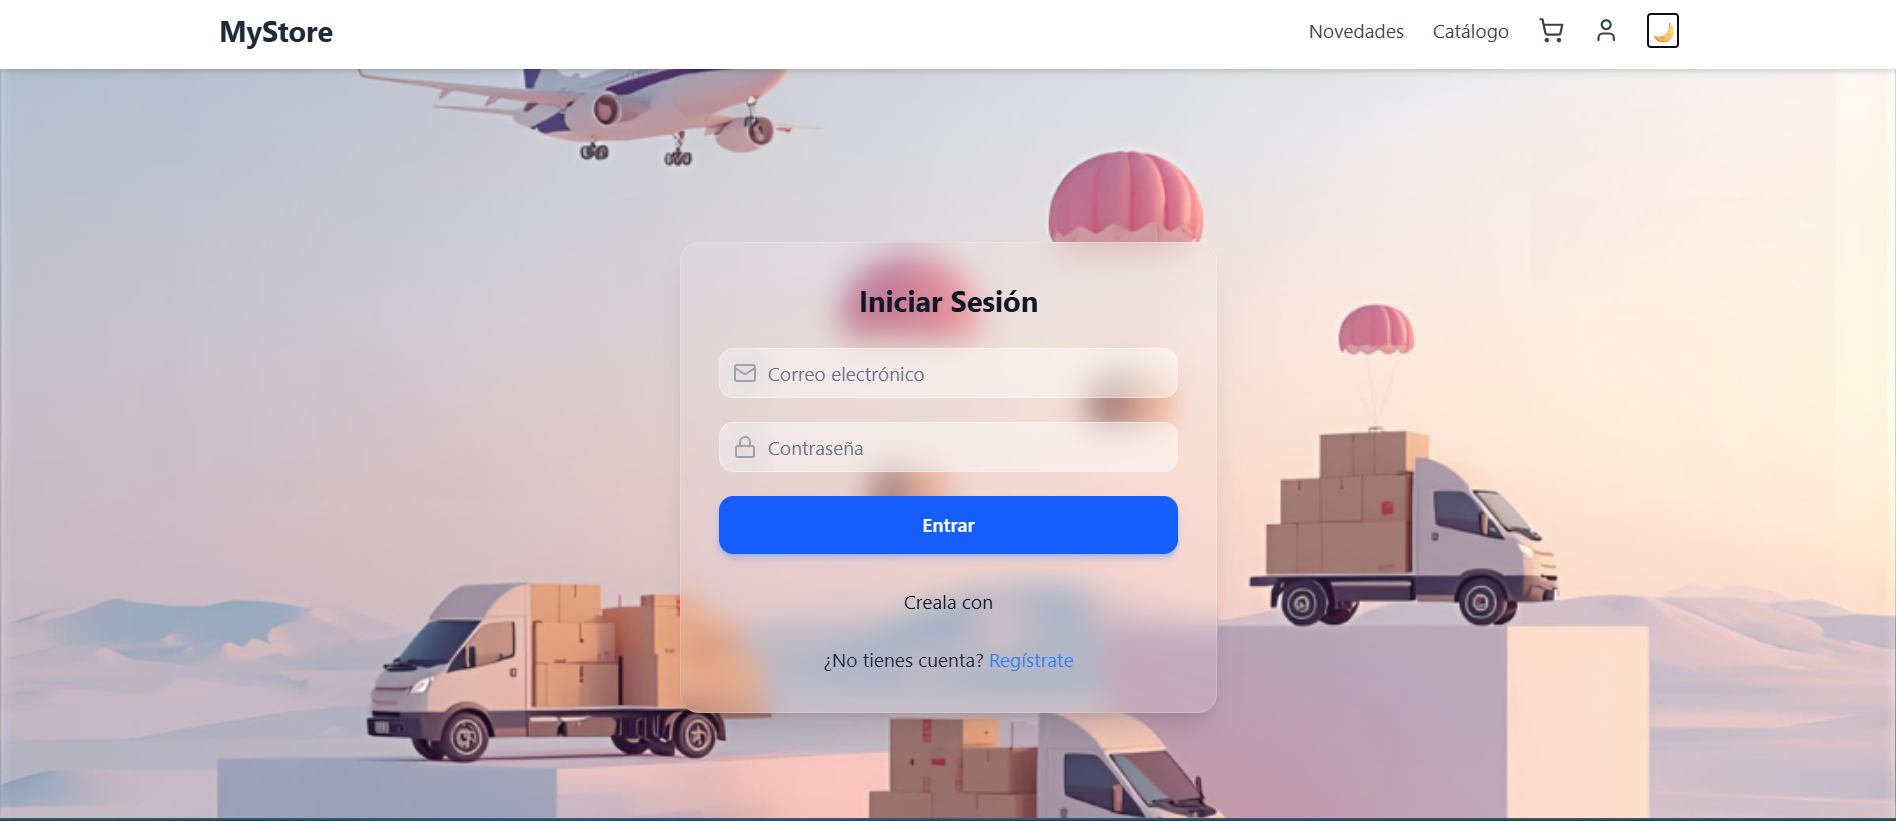 MyStore
Novedades
Catálogo
Iniciar Sesión
Correo electrónico
Contraseña
Entrar
Creala con
¿No tienes cuenta? Regístrate